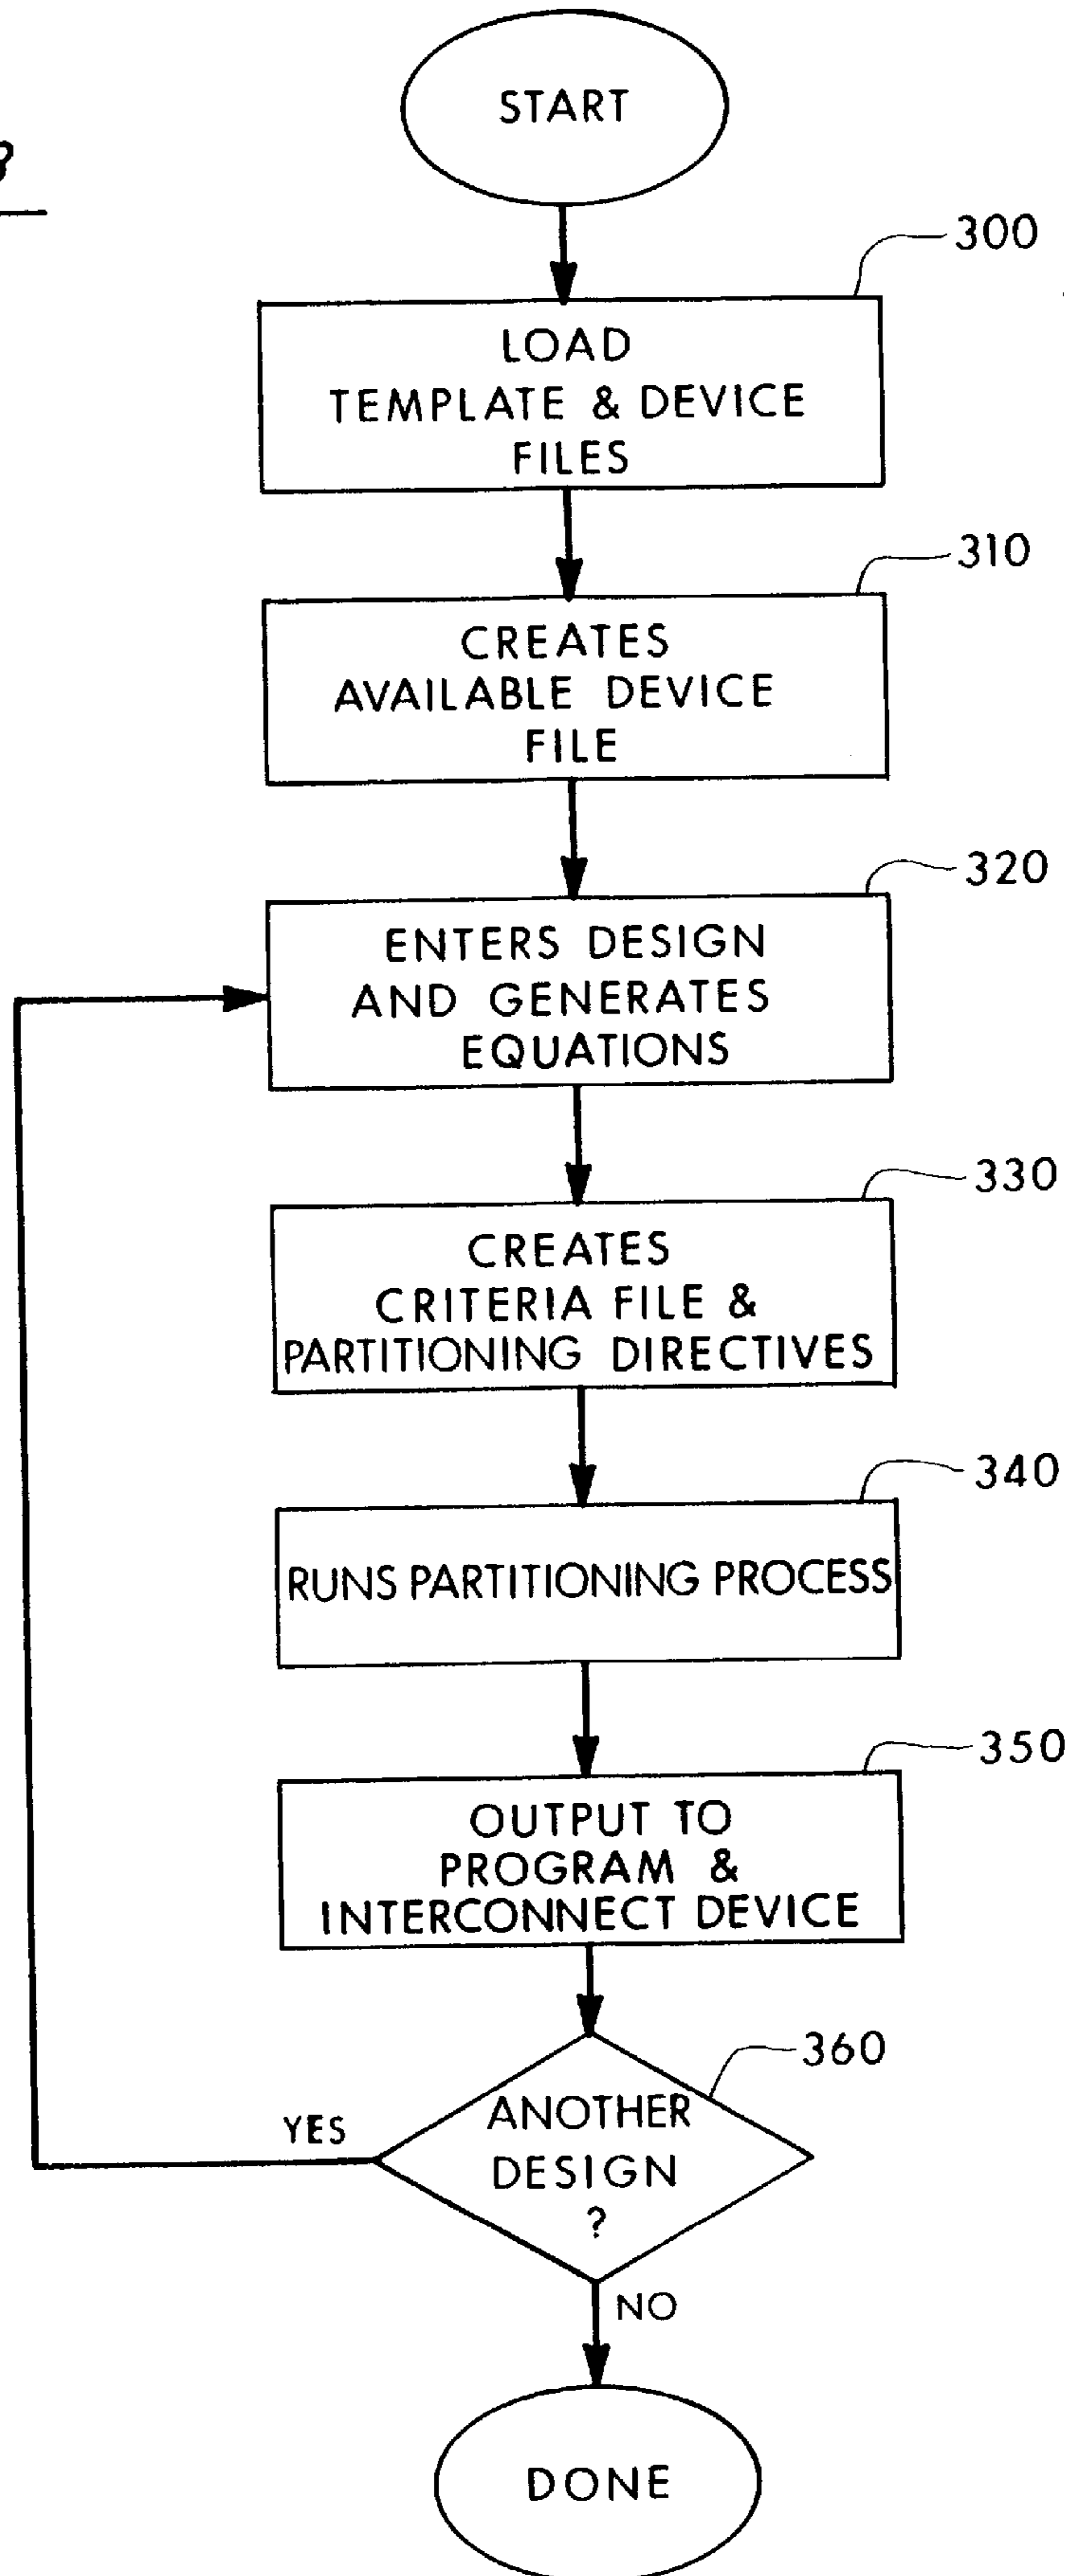 START
300
LOAD
TEMPLATE & DEVICE
FILES
310
CREATES
AVAILABLE DEVICE
FILE
320
ENTERS DESIGN
AND GENERATES
EQUATIONS
330
CREATES
CRITERIA FILE &
PARTITIONING DIRECTIVES
340
RUNS PARTITIONING PROCESS
350
OUTPUT TO
PROGRAM &
INTERCONNECT DEVICE
360
ANOTHER
DESIGN
?
YES
NO
DONE